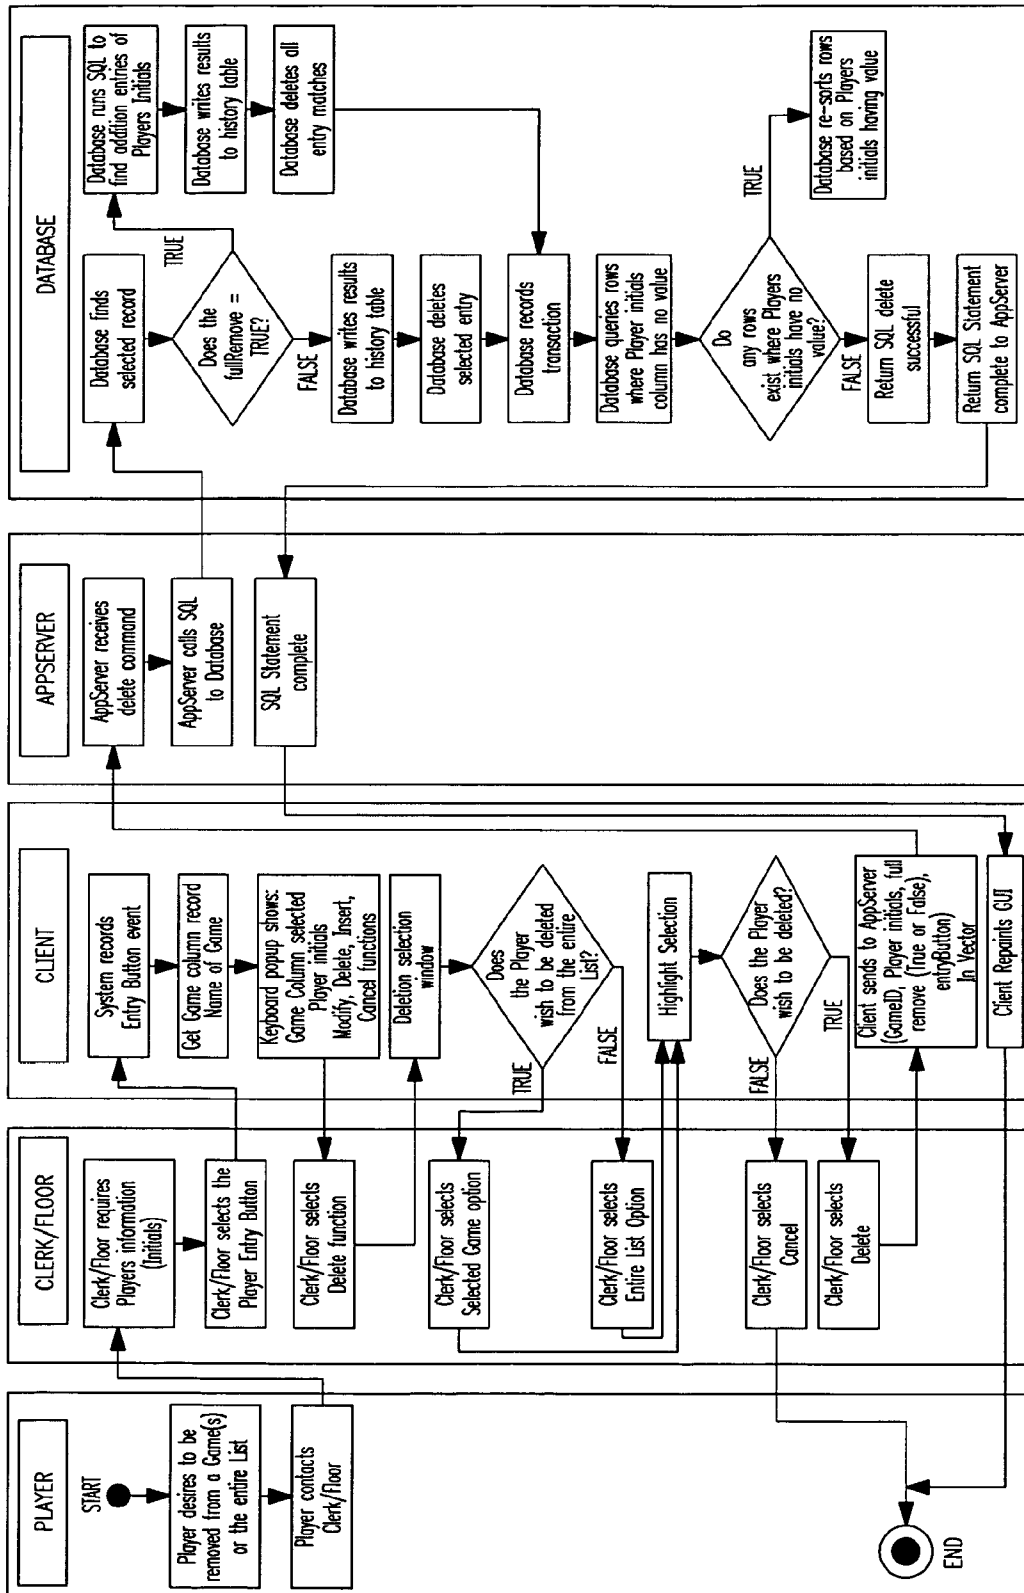 PLAYER
START
Player desires to be
removed from a Game(s)
or the entire List
Player contacts
Clerk/Floor
END
CLERK/FLOOR
Clerk/Floor requires
Players information
(Initials)
Clerk/Floor selects the
Player Entry Button
Clerk/Floor selects
Delete function
Clerk/Floor selects
Selected Game option
Clerk/Floor selects
Entire List Option
Clerk/Floor selects
Cancel
Clerk/Floor selects
Delete
CLIENT
System records
Entry Button event
Get Game column record
Name of Game
Keyboard popup shows:
Game Column selected
Player initials
Modify, Delete, Insert,
Cancel functions
Deletion selection
window
Does
the Player
wish to be deleted
from the entire
List?
TRUE
FALSE
Highlight Selection
Does the Player
wish to be deleted?
FALSE
TRUE
Client sends to AppServer
(GameID, Player initials, full
remove (True or False),
entryButton)
In Vector
Client Repaints GUI
APPSERVER
AppServer receives
delete command
AppServer calls SQL
to Database
SQL Statement
complete
DATABASE
Database finds
selected record
Does the
fullRemove =
TRUE?
TRUE
FALSE
Database runs SQL to
find addition entries of
Players Initials
Database writes results
to history table
Database deletes all
entry matches
Database writes results
to history table
Database deletes
selected entry
Database records
transaction
Database queries rows
where Player initials
column has no value
Do
any rows
exist where Players
initials have no
value?
TRUE
FALSE
Database re-sorts rows
based on Players
initials having value
Return SQL delete
successful
Return SQL Statement
complete to AppServer